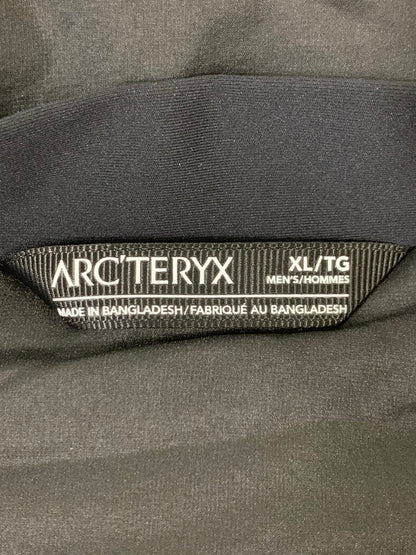 ARC'TERYX
XL/TG
MEN'S/HOMMES
MADE IN BANGLADESH/FABRIQUÉ AU BANGLADESH